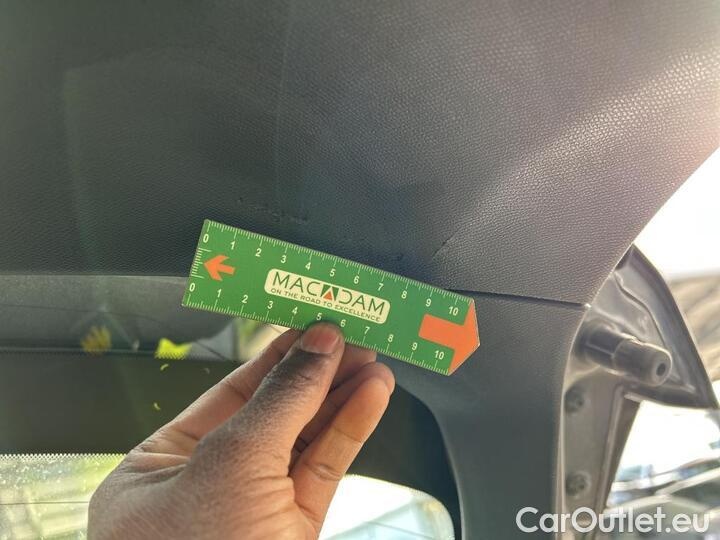 0 1 2 3 4 5 6 7 8 9 10
MACADAM
ON THE ROAD TO EXCELLENCE
0 1 2 3 4 5 6 7 8 9 10
CarOutlet.eu